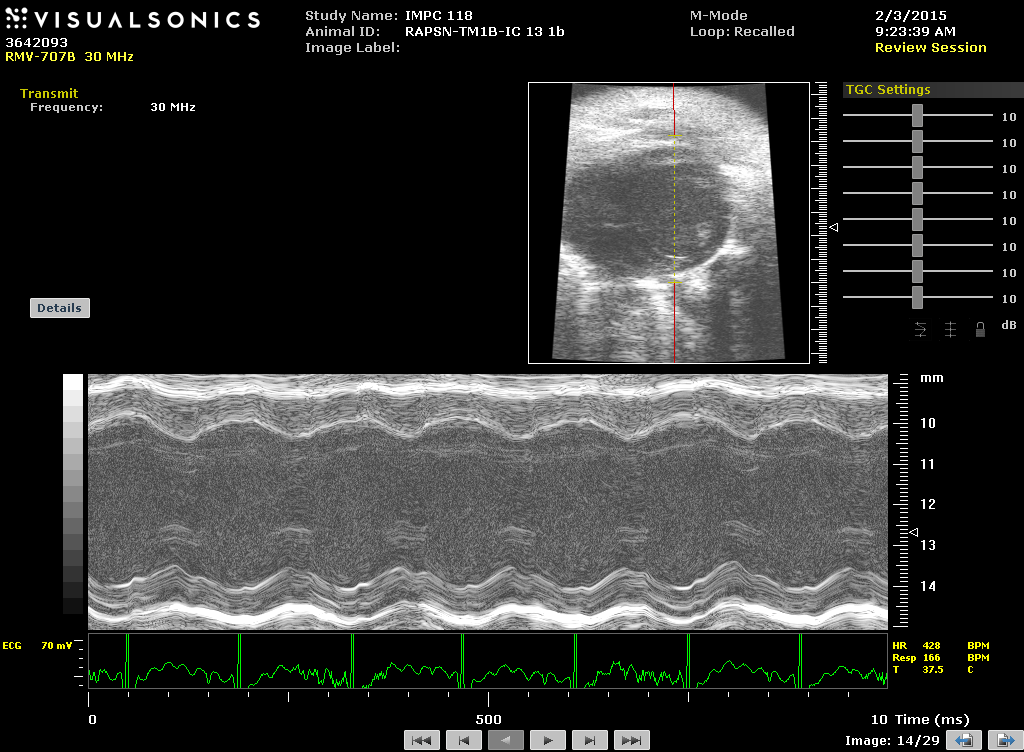 VISUALSONICS
3642093
RMV-707B 30 MHz
Study Name: IMPC 118
Animal ID: RAPSN-TM1B-IC 13 1b
Image Label:
M-Mode
Loop: Recalled
2/3/2015
9:23:39 AM
Review Session
Transmit
Frequency: 30 MHz
TGC Settings
10
10
10
10
10
10
10
10
dB
Details
mm
10
11
12
13
14
ECG 70 mV
HR 428 BPM
Resp 166 BPM
T 37.5 C
0 500 10 Time (ms)
Image: 14/29